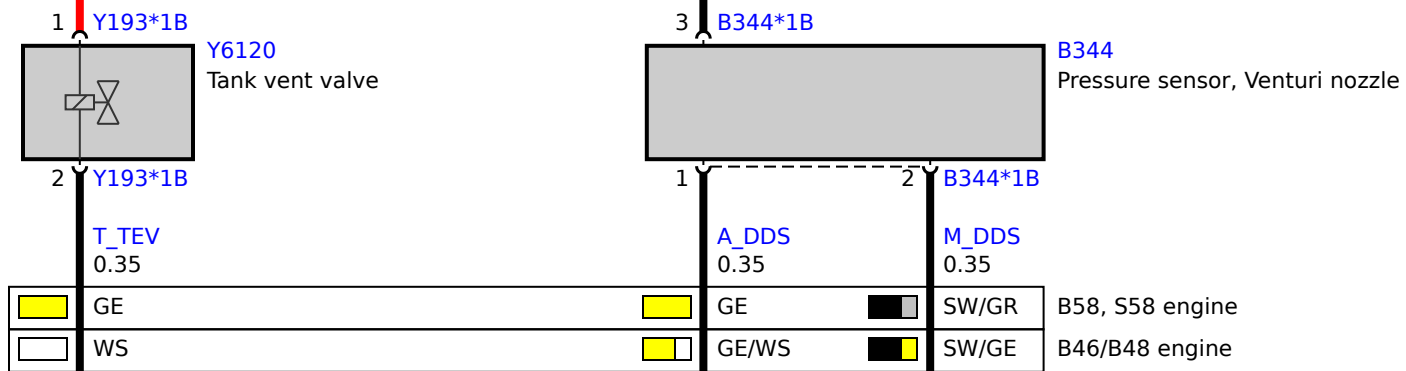 1 Y193*1B 3 B344*1B
Y6120 B344
Tank vent valve Pressure sensor, Venturi nozzle
2 Y193*1B 1 2 B344*1B
T_TEV A_DDS M_DDS
0.35 0.35 0.35
GE GE SW/GR B58, S58 engine
WS GE/WS SW/GE B46/B48 engine